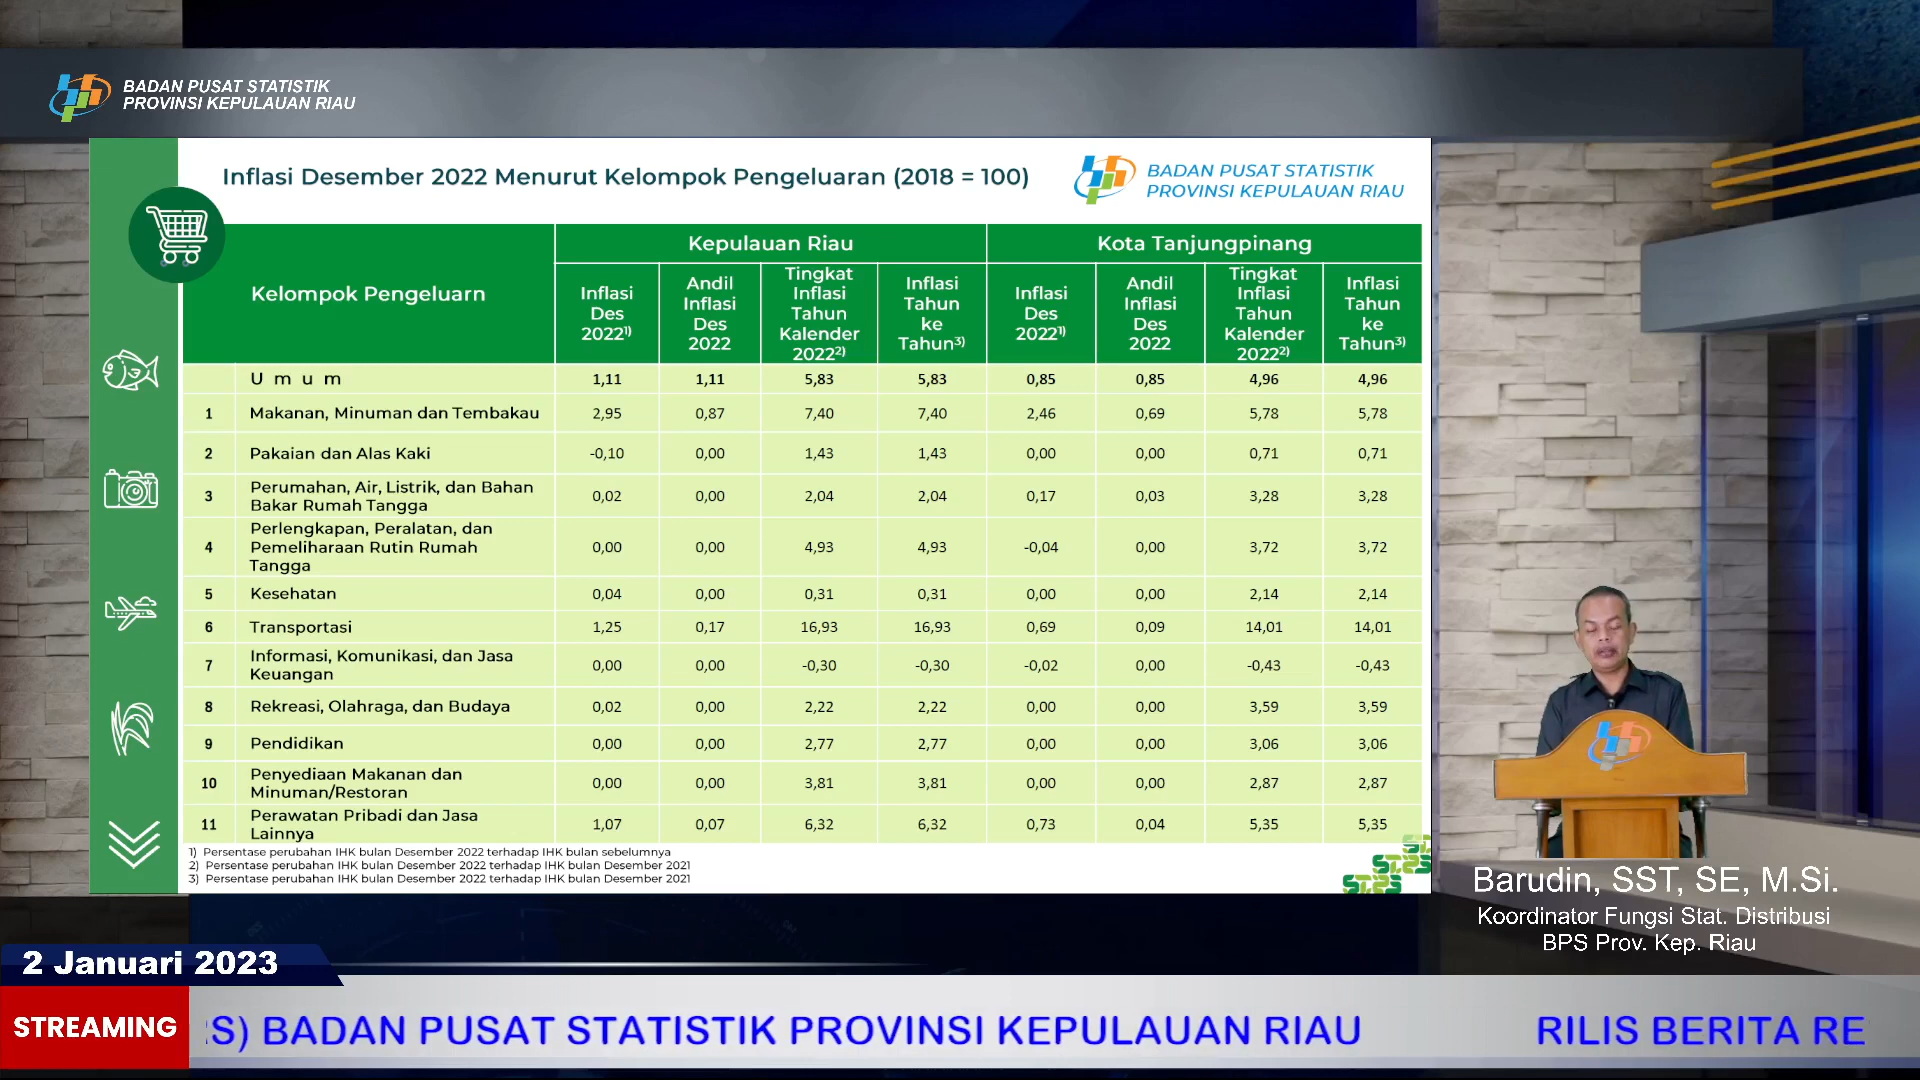 BADAN PUSAT STATISTIK
PROVINSI KEPULAUAN RIAU
Inflasi Desember 2022 Menurut Kelompok Pengeluaran (2018 = 100)
BADAN PUSAT STATISTIK
PROVINSI KEPULAUAN RIAU
Kelompok Pengeluarn
Kepulauan Riau
Kota Tanjungpinang
Inflasi Des 2022¹⁾
Andil Inflasi Des 2022
Tingkat Inflasi Tahun Kalender 2022²⁾
Inflasi Tahun ke Tahun³⁾
Inflasi Des 2022¹⁾
Andil Inflasi Des 2022
Tingkat Inflasi Tahun Kalender 2022²⁾
Inflasi Tahun ke Tahun³⁾
U m u m 1,11 1,11 5,83 5,83 0,85 0,85 4,96 4,96
1 Makanan, Minuman dan Tembakau 2,95 0,87 7,40 7,40 2,46 0,69 5,78 5,78
2 Pakaian dan Alas Kaki -0,10 0,00 1,43 1,43 0,00 0,00 0,71 0,71
3 Perumahan, Air, Listrik, dan Bahan Bakar Rumah Tangga 0,02 0,00 2,04 2,04 0,17 0,03 3,28 3,28
4 Perlengkapan, Peralatan, dan Pemeliharaan Rutin Rumah Tangga 0,00 0,00 4,93 4,93 -0,04 0,00 3,72 3,72
5 Kesehatan 0,04 0,00 0,31 0,31 0,00 0,00 2,14 2,14
6 Transportasi 1,25 0,17 16,93 16,93 0,69 0,09 14,01 14,01
7 Informasi, Komunikasi, dan Jasa Keuangan 0,00 0,00 -0,30 -0,30 -0,02 0,00 -0,43 -0,43
8 Rekreasi, Olahraga, dan Budaya 0,02 0,00 2,22 2,22 0,00 0,00 3,59 3,59
9 Pendidikan 0,00 0,00 2,77 2,77 0,00 0,00 3,06 3,06
10 Penyediaan Makanan dan Minuman/Restoran 0,00 0,00 3,81 3,81 0,00 0,00 2,87 2,87
11 Perawatan Pribadi dan Jasa Lainnya 1,07 0,07 6,32 6,32 0,73 0,04 5,35 5,35
1) Persentase perubahan IHK bulan Desember 2022 terhadap IHK bulan sebelumnya
2) Persentase perubahan IHK bulan Desember 2022 terhadap IHK bulan Desember 2021
3) Persentase perubahan IHK bulan Desember 2022 terhadap IHK bulan Desember 2021
Barudin, SST, SE, M.Si.
Koordinator Fungsi Stat. Distribusi
BPS Prov. Kep. Riau
2 Januari 2023
STREAMING
RS) BADAN PUSAT STATISTIK PROVINSI KEPULAUAN RIAU RILIS BERITA RE